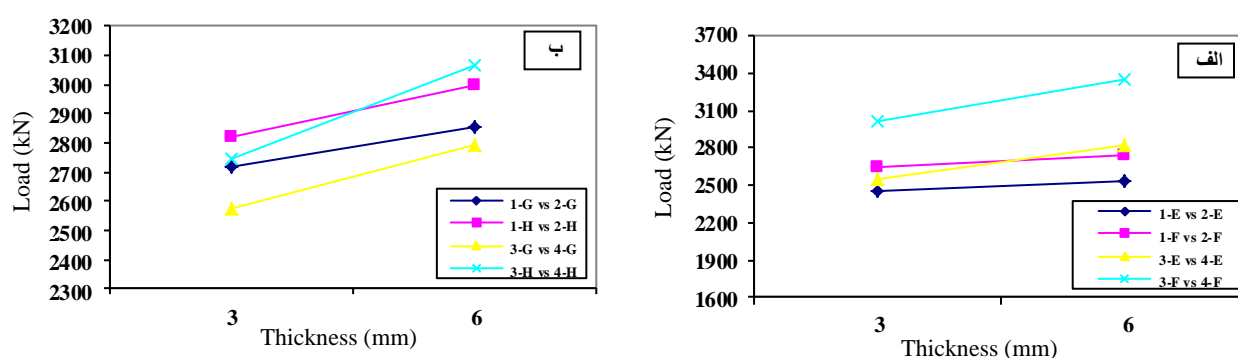 3200
3100
3000
2900
2800
2700
2600
2500
2400
2300
Load (kN)
ب
1-G vs 2-G
1-H vs 2-H
3-G vs 4-G
3-H vs 4-H
3
6
Thickness (mm)
3700
3400
3100
2800
2500
2200
1900
1600
Load (kN)
الف
1-E vs 2-E
1-F vs 2-F
3-E vs 4-E
3-F vs 4-F
3
6
Thickness (mm)